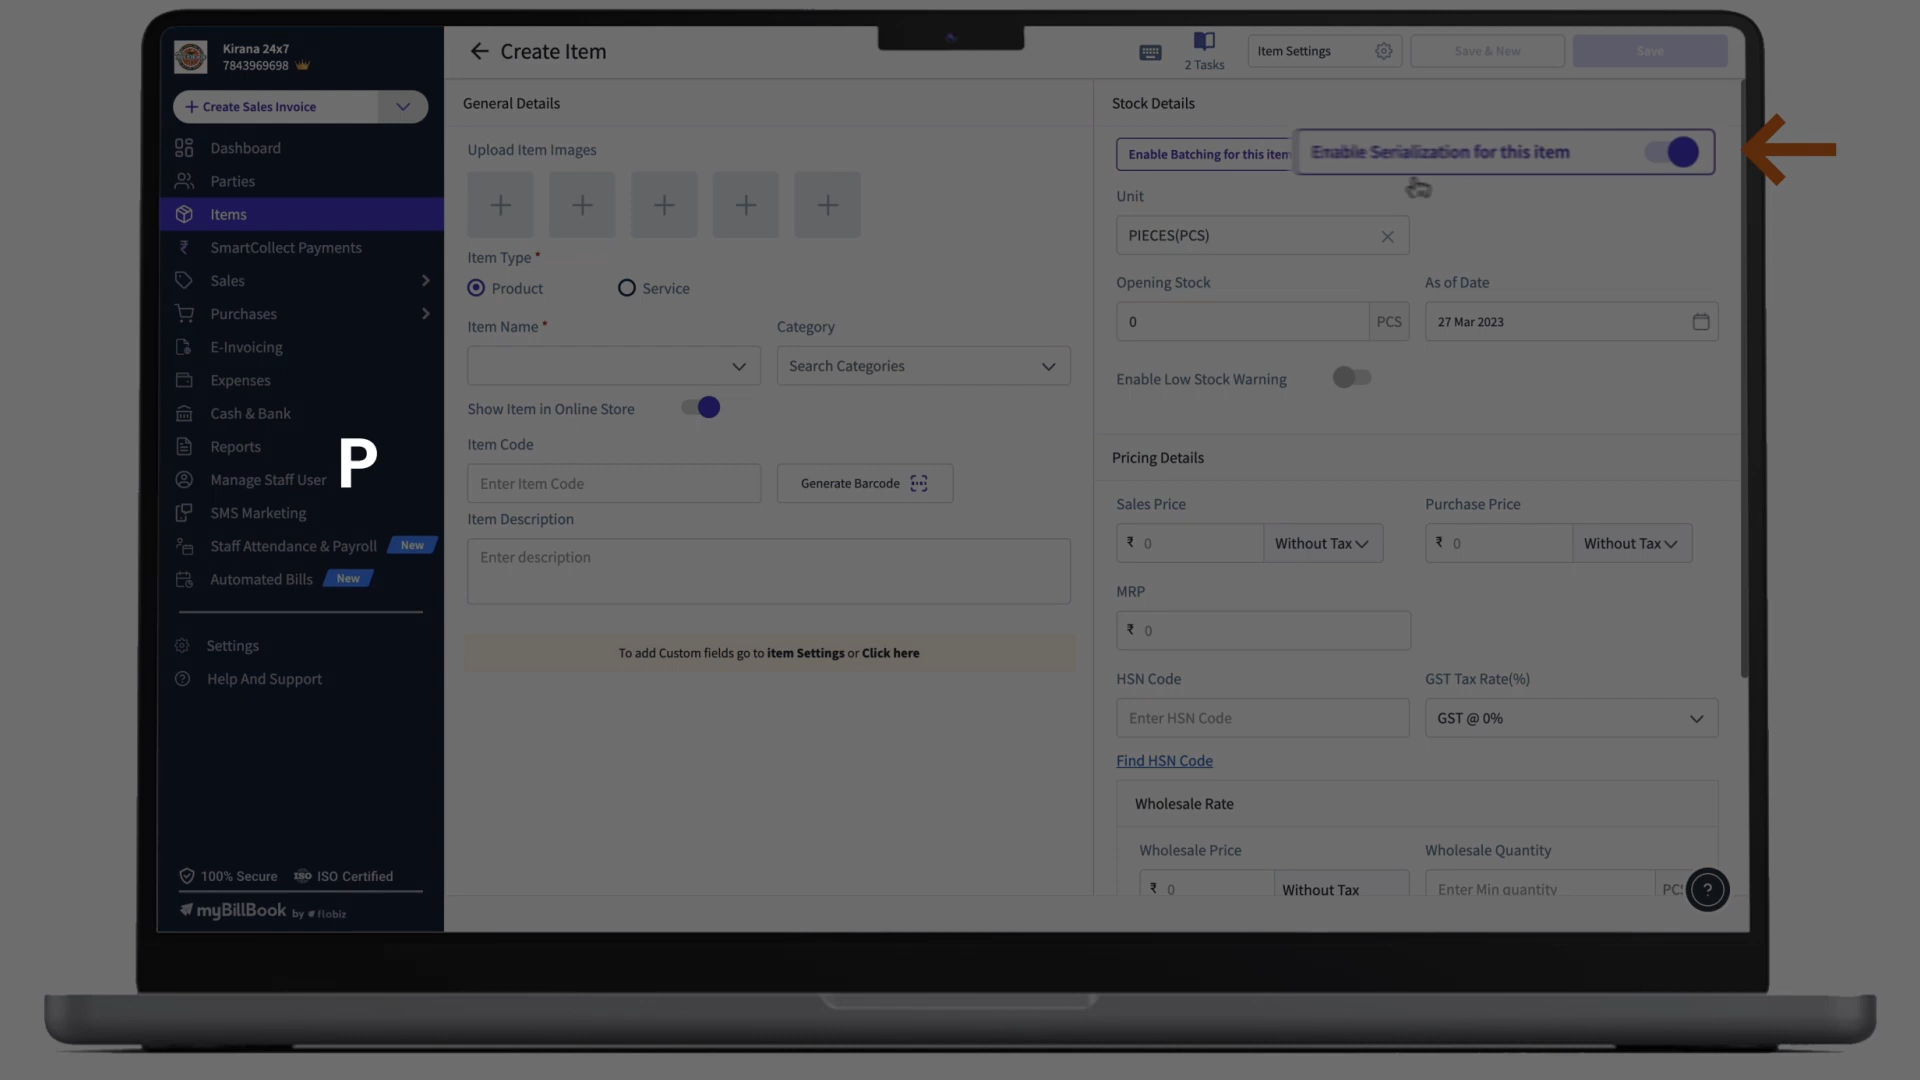 Kirana 24x7
7843969698
+ Create Sales Invoice
Dashboard
Parties
Items
SmartCollect Payments
Sales
Purchases
E-Invoicing
Expenses
Cash & Bank
Reports
Manage Staff User
SMS Marketing
Staff Attendance & Payroll New
Automated Bills New
Settings
Help And Support
100% Secure ISO ISO Certified
myBillBook by flobiz
P
Create Item
2 Tasks
Item Settings
Save & New
Save
General Details
Upload Item Images
Item Type *
Product
Service
Item Name *
Category
Search Categories
Show Item in Online Store
Item Code
Enter Item Code
Generate Barcode
Item Description
Enter description
To add Custom fields go to item Settings or Click here
Stock Details
Enable Batching for this item
Enable Serialization for this item
Unit
PIECES(PCS)
Opening Stock
As of Date
0 PCS
27 Mar 2023
Enable Low Stock Warning
Pricing Details
Sales Price
Purchase Price
₹ 0 Without Tax
₹ 0 Without Tax
MRP
₹ 0
HSN Code
GST Tax Rate(%)
Enter HSN Code
GST @ 0%
Find HSN Code
Wholesale Rate
Wholesale Price
Wholesale Quantity
₹ 0 Without Tax
Enter Min quantity
?